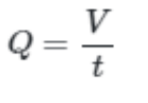 Q = V/t